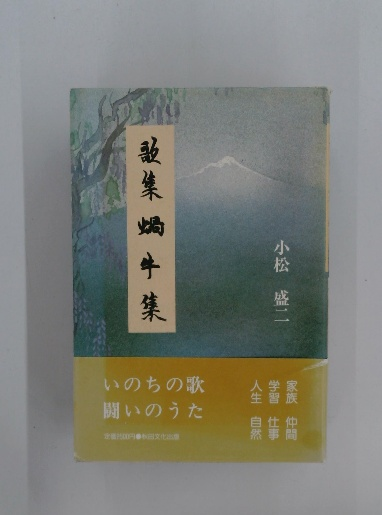 歌集 蝸牛集
小松 盛二
いのちの歌
闘いのうた
家族 仲間
学習 仕事
人生 自然